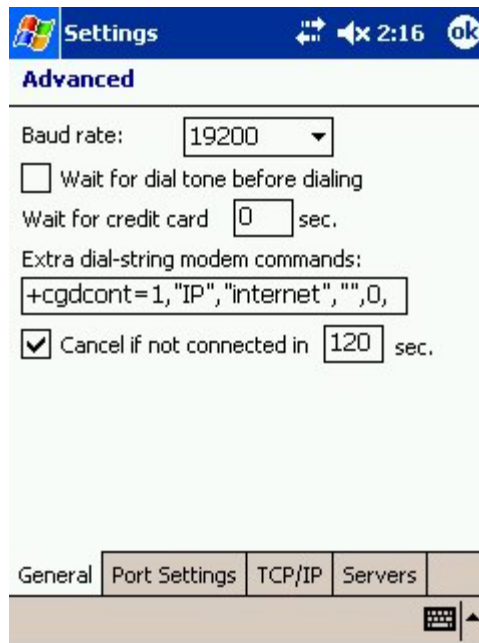 Settings 2:16 ok
Advanced
Baud rate: 19200
Wait for dial tone before dialing
Wait for credit card 0 sec.
Extra dial-string modem commands:
+cgdcont=1,"IP","internet","",0,
Cancel if not connected in 120 sec.
General Port Settings TCP/IP Servers